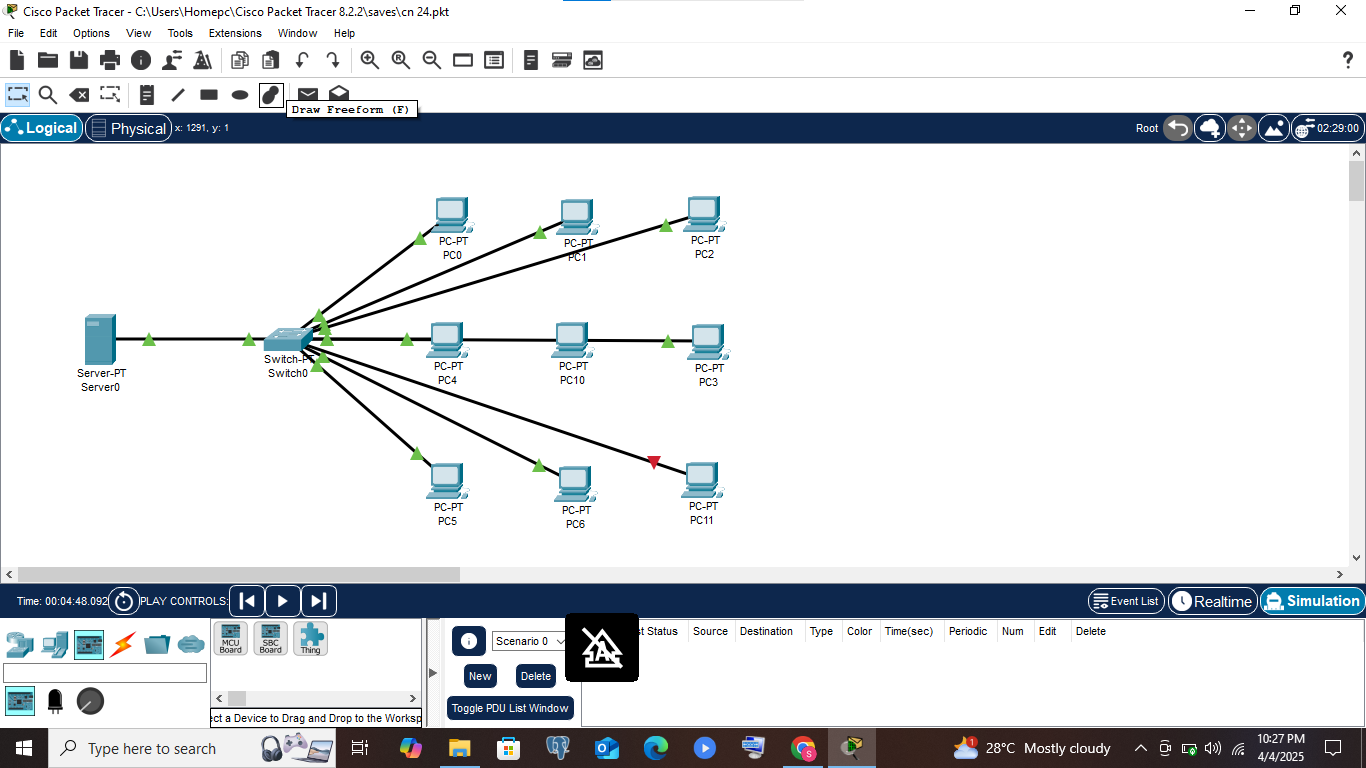 Cisco Packet Tracer - C:\Users\Homepc\Cisco Packet Tracer 8.2.2\saves\cn 24.pkt
File Edit Options View Tools Extensions Window Help
Draw Freeform (F)
Logical Physical x: 1291, y: 1 Root 02:29:00
PC-PT
PC0
PC-PT
PC1
PC-PT
PC2
Server-PT
Server0
Switch-PT
Switch0
PC-PT
PC4
PC-PT
PC10
PC-PT
PC3
PC-PT
PC5
PC-PT
PC6
PC-PT
PC11
Time: 00:04:48.092 PLAY CONTROLS: Event List Realtime Simulation
MCU
Board
SBC
Board
Thing
ect a Device to Drag and Drop to the Worksp
Scenario 0
New Delete
Toggle PDU List Window
st Status Source Destination Type Color Time(sec) Periodic Num Edit Delete
A
Type here to search
1
28°C Mostly cloudy
10:27 PM
4/4/2025